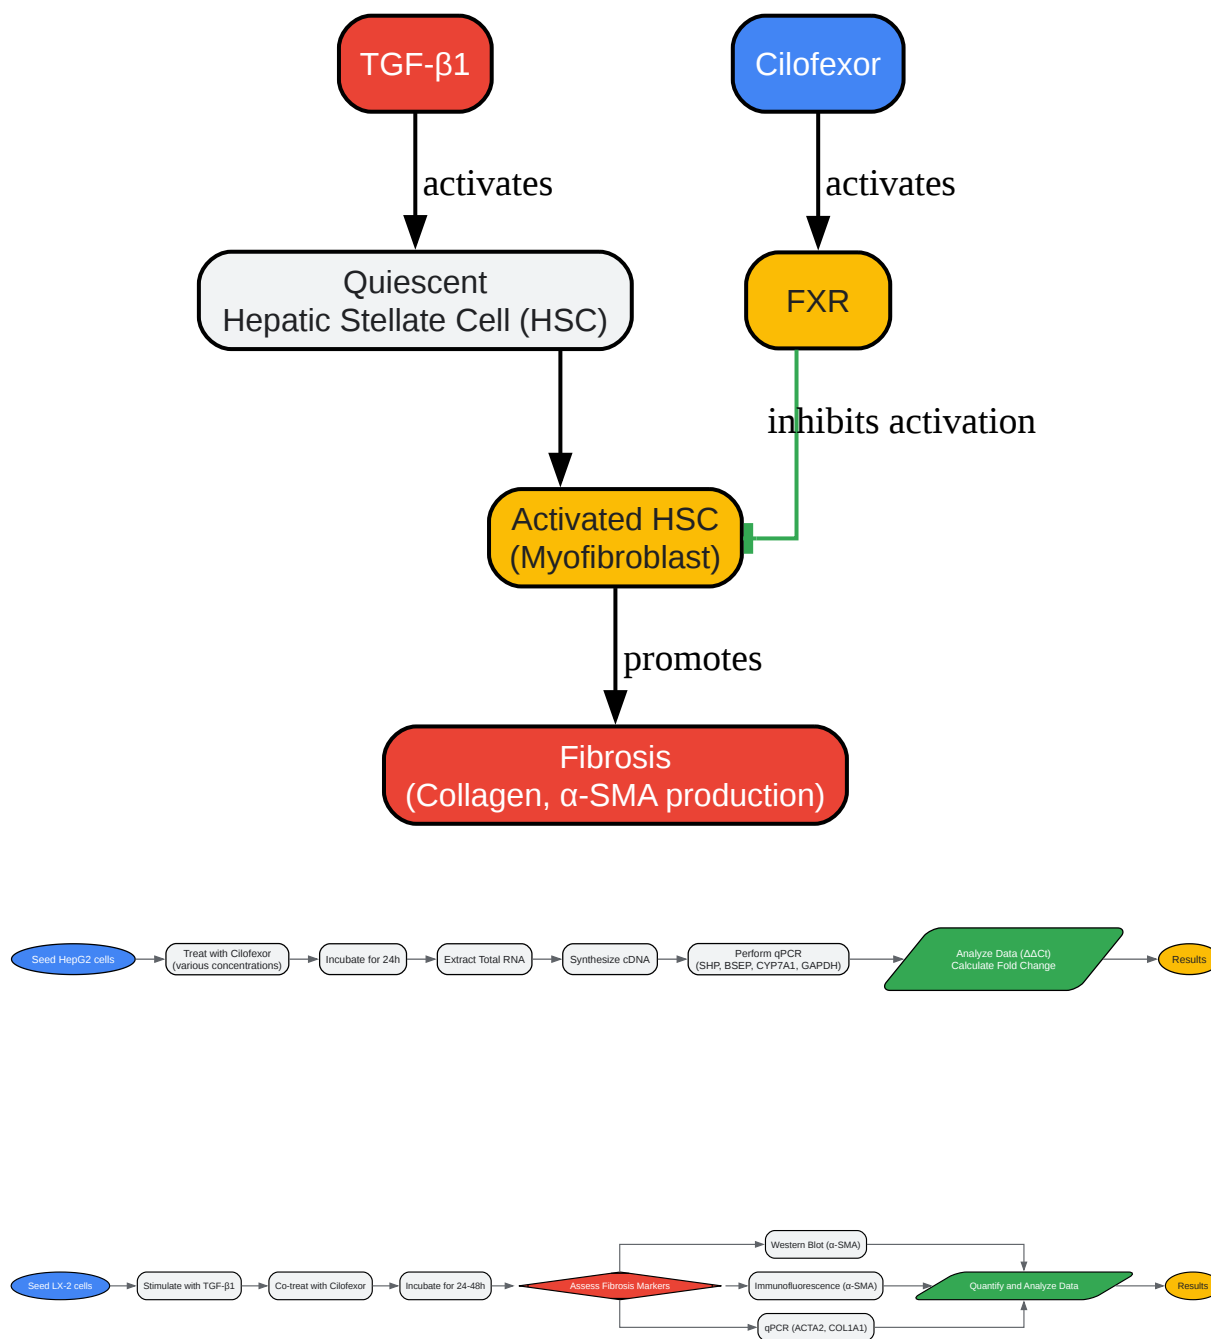 TGF-β1
Cilofexor
activates
activates
Quiescent
Hepatic Stellate Cell (HSC)
FXR
inhibits activation
Activated HSC
(Myofibroblast)
promotes
Fibrosis
(Collagen, α-SMA production)
Seed HepG2 cells
Treat with Cilofexor
(various concentrations)
Incubate for 24h
Extract Total RNA
Synthesize cDNA
Perform qPCR
(SHP, BSEP, CYP7A1, GAPDH)
Analyze Data (ΔΔCt)
Calculate Fold Change
Results
Seed LX-2 cells
Stimulate with TGF-β1
Co-treat with Cilofexor
Incubate for 24-48h
Assess Fibrosis Markers
Western Blot (α-SMA)
Immunofluorescence (α-SMA)
qPCR (ACTA2, COL1A1)
Quantify and Analyze Data
Results